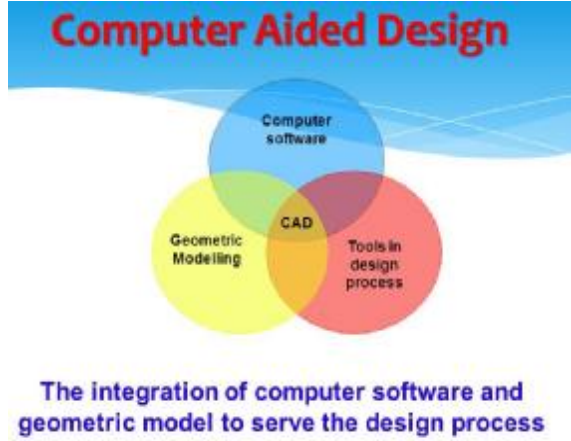 Computer Aided Design
Computer
software
CAD
Geometric
Modelling
Tools in
design
process
The integration of computer software and
geometric model to serve the design process